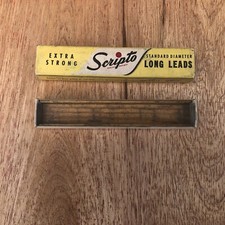 EXTRA
STRONG
Scripto
STANDARD DIAMETER
LONG LEADS